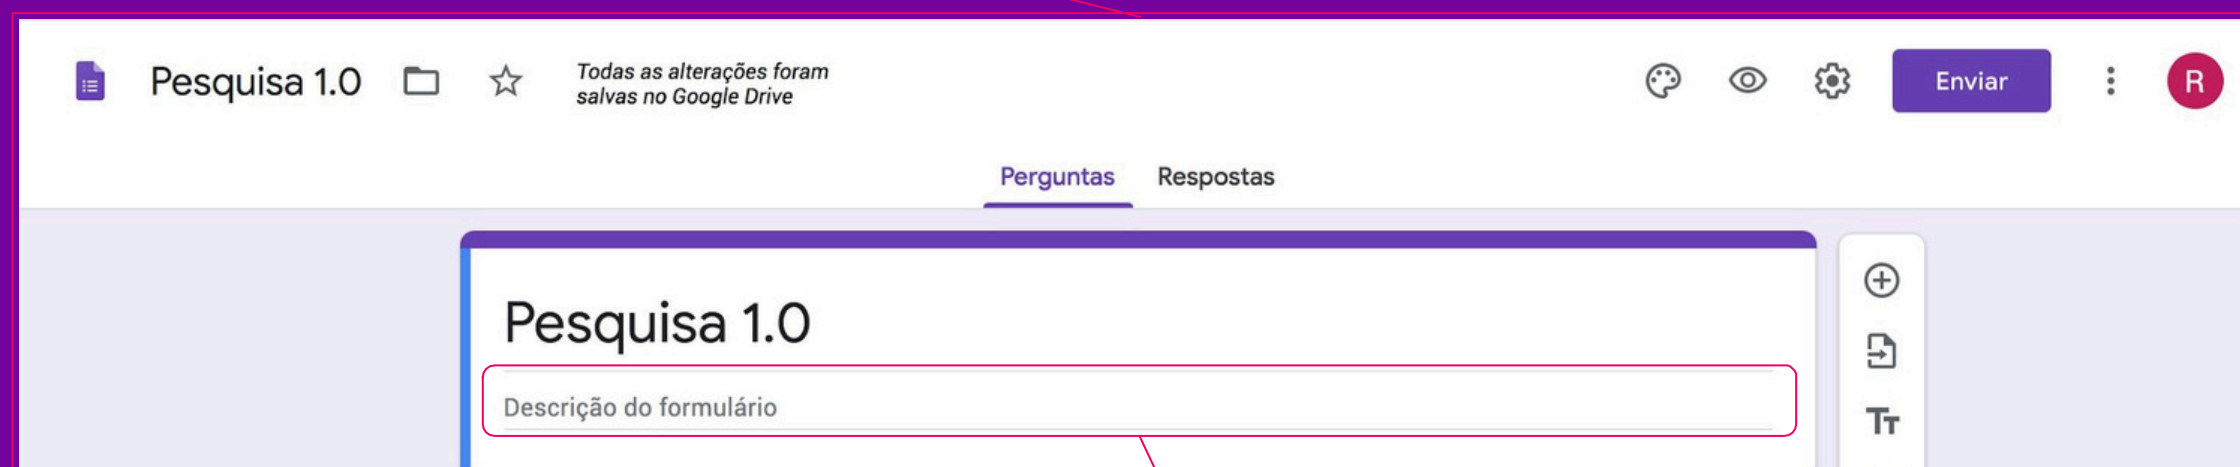 Pesquisa 1.0
Todas as alterações foram
salvas no Google Drive
Enviar
R
Perguntas Respostas
Pesquisa 1.0
Descrição do formulário
Tт